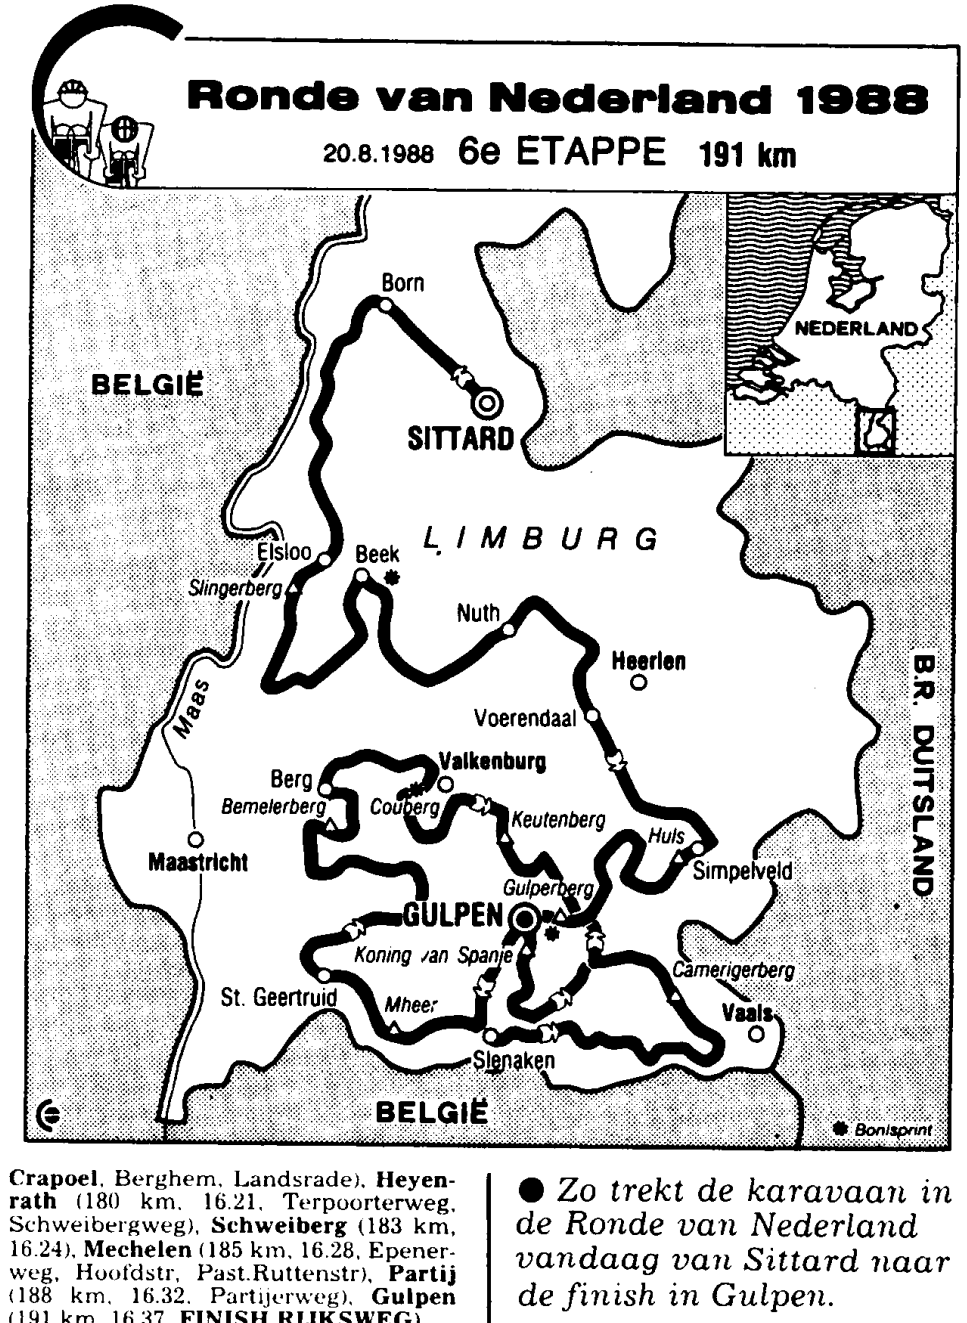 Ronde van Nederland 1988
20.8.1988 6e ETAPPE 191 km
NEDERLAND
Born
BELGIË
SITTARD
LIMBURG
Elsloo
Beek
Slingerberg
Nuth
Heerlen
B.R. DUITSLAND
Maas
Voerendaal
Valkenburg
Berg
Bemelerberg
Couberg
Keutenberg
Huls
Maastricht
Simpelveld
Gulperberg
GULPEN
Koning van Spanje
Camerigerberg
St. Geertruid
Mheer
Vaals
Slenaken
BELGIË
Bonisprint
Crapoel, Berghem, Landsrade), Heyen-
rath (180 km, 16.21, Terpoorterweg,
Schweibergweg), Schweiberg (183 km,
16.24), Mechelen (185 km, 16.28, Epener-
weg, Hoofdstr, Past.Ruttenstr), Partij
(188 km, 16.32, Partijerweg), Gulpen
(191 km, 16.37, FINISH RIJKSWEG)
● Zo trekt de karavaan in
de Ronde van Nederland
vandaag van Sittard naar
de finish in Gulpen.